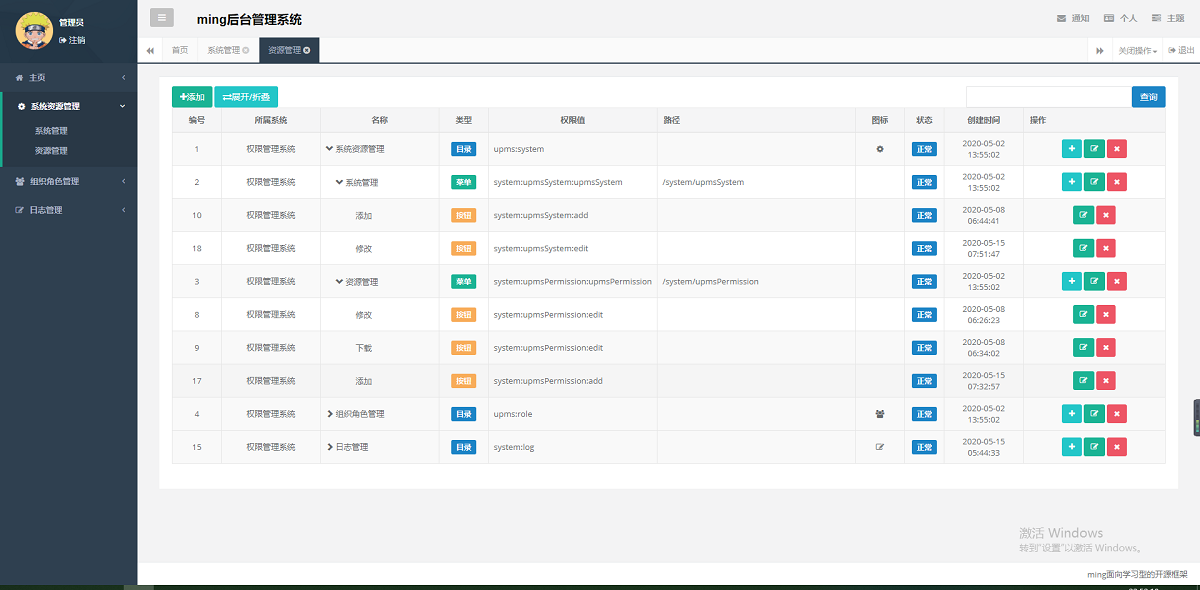 管理员
注销
ming后台管理系统
通知 个人 主题
首页 系统管理 资源管理 关闭操作 退出
主页
系统资源管理
系统管理
资源管理
组织角色管理
日志管理
添加 展开/折叠 查询
编号 所属系统 名称 类型 权限值 路径 图标 状态 创建时间 操作
1 权限管理系统 系统资源管理 目录 upms:system 正常 2020-05-02 13:55:02
2 权限管理系统 系统管理 菜单 system:upmsSystem:upmsSystem /system/upmsSystem 正常 2020-05-02 13:55:02
10 权限管理系统 添加 按钮 system:upmsSystem:add 正常 2020-05-08 06:44:41
18 权限管理系统 修改 按钮 system:upmsSystem:edit 正常 2020-05-15 07:51:47
3 权限管理系统 资源管理 菜单 system:upmsPermission:upmsPermission /system/upmsPermission 正常 2020-05-02 13:55:02
8 权限管理系统 修改 按钮 system:upmsPermission:edit 正常 2020-05-08 06:26:23
9 权限管理系统 下载 按钮 system:upmsPermission:edit 正常 2020-05-08 06:34:02
17 权限管理系统 添加 按钮 system:upmsPermission:add 正常 2020-05-15 07:32:57
4 权限管理系统 组织角色管理 目录 upms:role 正常 2020-05-02 13:55:02
15 权限管理系统 日志管理 目录 system:log 正常 2020-05-15 05:44:33
激活 Windows
转到"设置"以激活 Windows。
ming面向学习型的开源框架